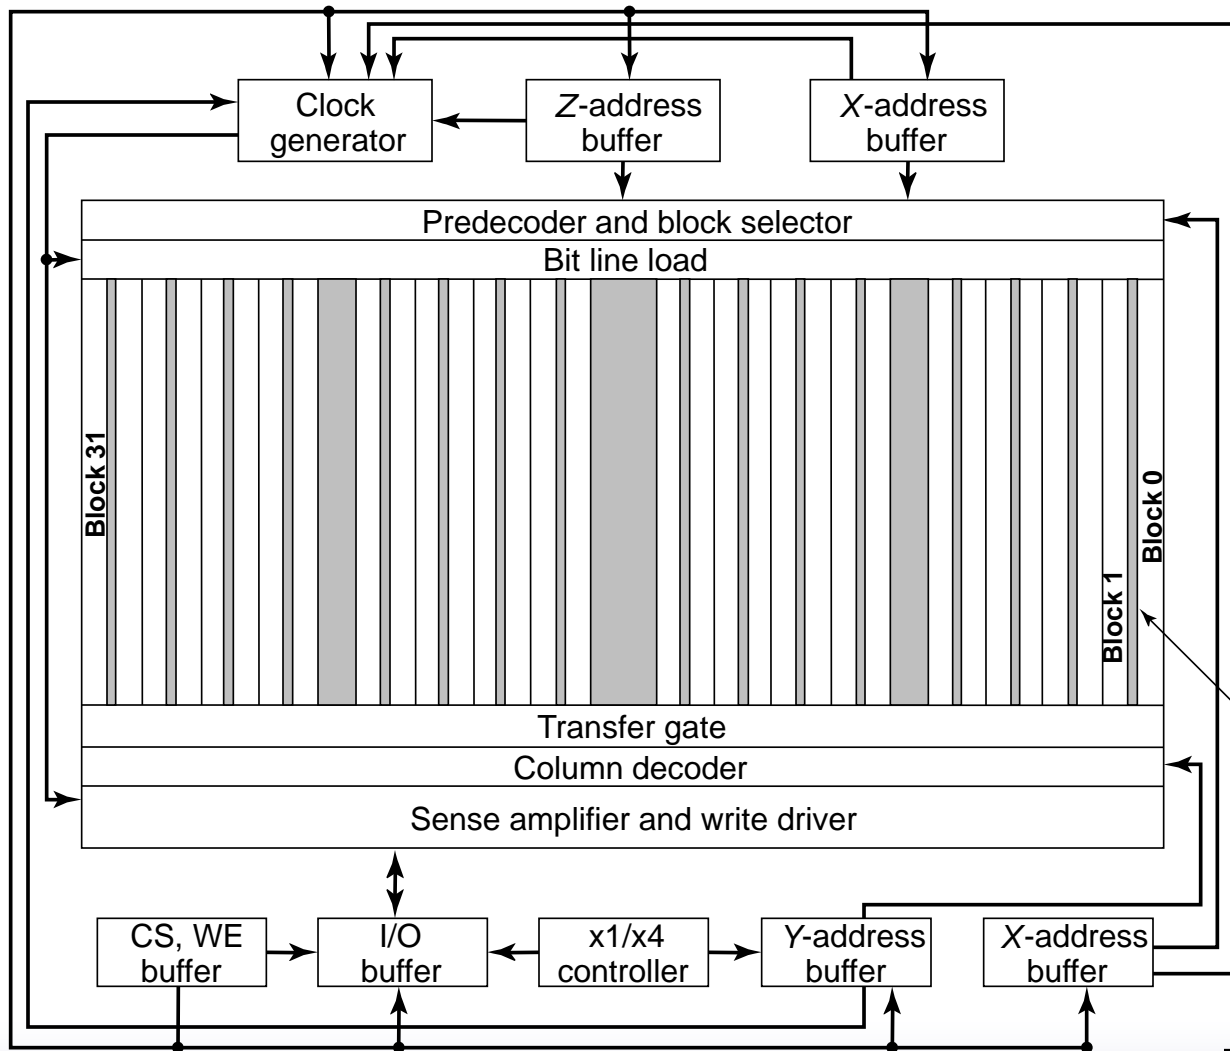 Clock
generator
Z-address
buffer
X-address
buffer
Predecoder and block selector
Bit line load
Block 31
Block 1
Block 0
Transfer gate
Column decoder
Sense amplifier and write driver
CS, WE
buffer
I/O
buffer
x1/x4
controller
Y-address
buffer
X-address
buffer